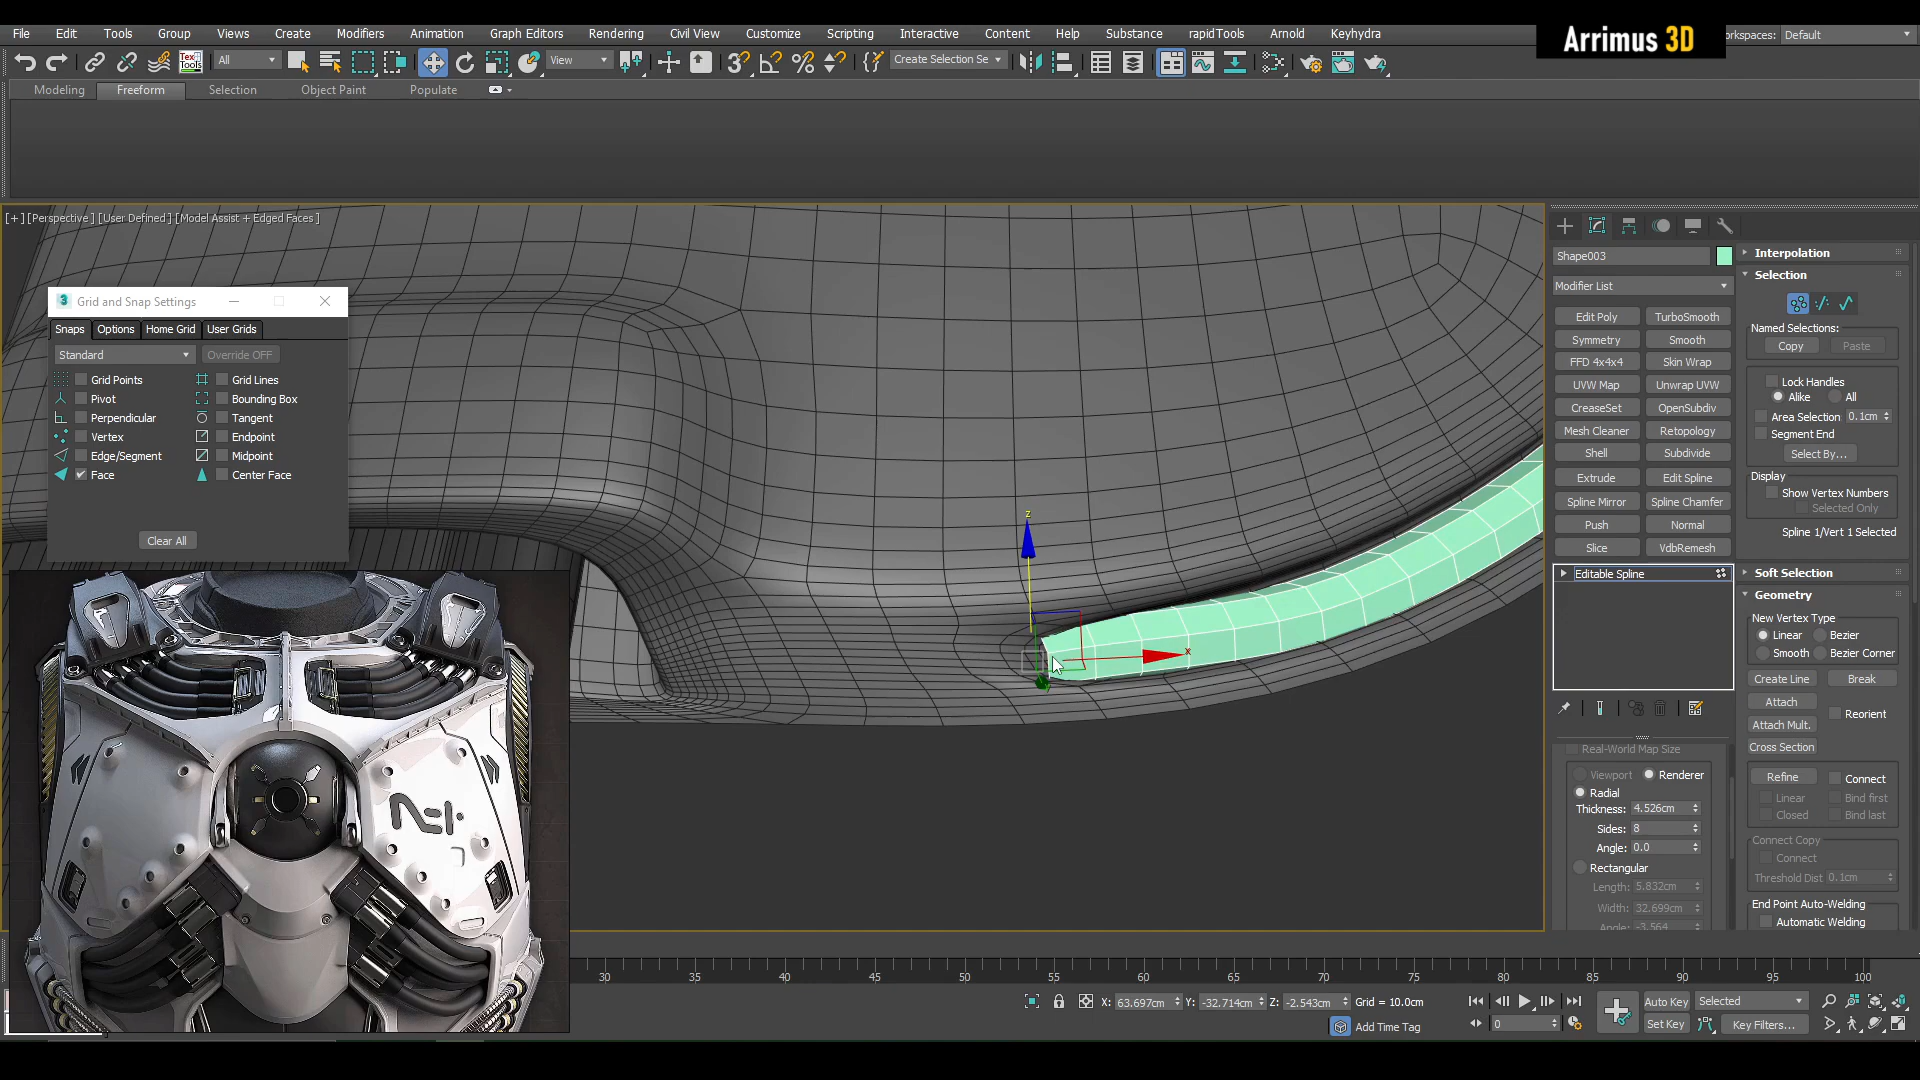 File Edit Tools Group Views Create Modifiers Animation Graph Editors Rendering Civil View Customize Scripting Interactive Content Help Substance rapidTools Arnold Keyhydra
Arrimus 3D
orkspaces: Default
All View Create Selection Se
Modeling Freeform Selection Object Paint Populate
[+] [Perspective] [User Defined] [Model Assist + Edged Faces]
3 Grid and Snap Settings
Snaps Options Home Grid User Grids
Standard Override OFF
Grid Points Grid Lines
Pivot Bounding Box
Perpendicular Tangent
Vertex Endpoint
Edge/Segment Midpoint
Face Center Face
Clear All
z
x
Shape003
Modifier List
Edit Poly TurboSmooth
Symmetry Smooth
FFD 4x4x4 Skin Wrap
UVW Map Unwrap UVW
CreaseSet OpenSubdiv
Mesh Cleaner Retopology
Shell Subdivide
Extrude Edit Spline
Spline Mirror Spline Chamfer
Push Normal
Slice VdbRemesh
Editable Spline
Real-World Map Size
Viewport Renderer
Radial
Thickness: 4.526cm
Sides: 8
Angle: 0.0
Rectangular
Length: 5.832cm
Width: 32.699cm
Angle: -3.564
Interpolation
Selection
Named Selections:
Copy Paste
Lock Handles
Alike All
Area Selection 0.1cm
Segment End
Select By...
Display
Show Vertex Numbers
Selected Only
Spline 1/Vert 1 Selected
Soft Selection
Geometry
New Vertex Type
Linear Bezier
Smooth Bezier Corner
Create Line Break
Attach
Reorient
Attach Mult.
Cross Section
Refine Connect
Linear Bind first
Closed Bind last
Connect Copy
Connect
Threshold Dist 0.1cm
End Point Auto-Welding
Automatic Welding
30 35 40 45 50 55 60 65 70 75 80 85 90 95 100
X: 63.697cm Y: -32.714cm Z: -2.543cm Grid = 10.0cm
Add Time Tag
0
Auto Key Selected
Set Key Key Filters...